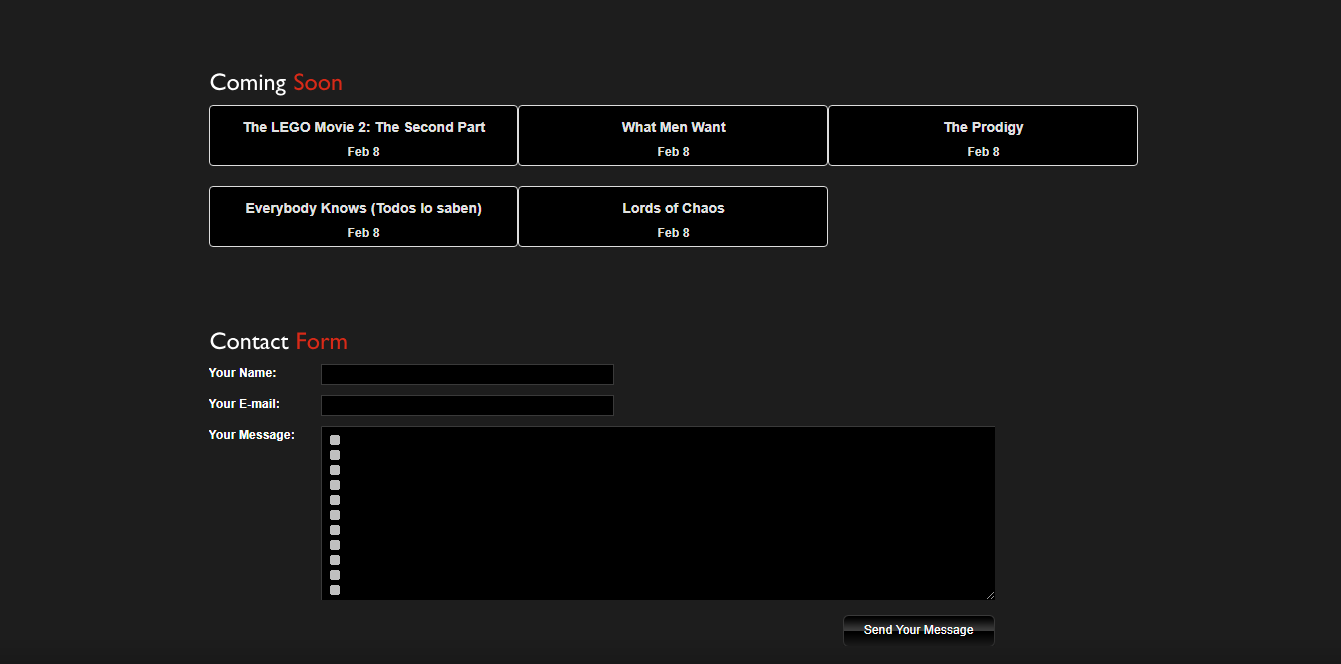 Coming Soon
The LEGO Movie 2: The Second Part
Feb 8
What Men Want
Feb 8
The Prodigy
Feb 8
Everybody Knows (Todos lo saben)
Feb 8
Lords of Chaos
Feb 8
Contact Form
Your Name:
Your E-mail:
Your Message:
Send Your Message